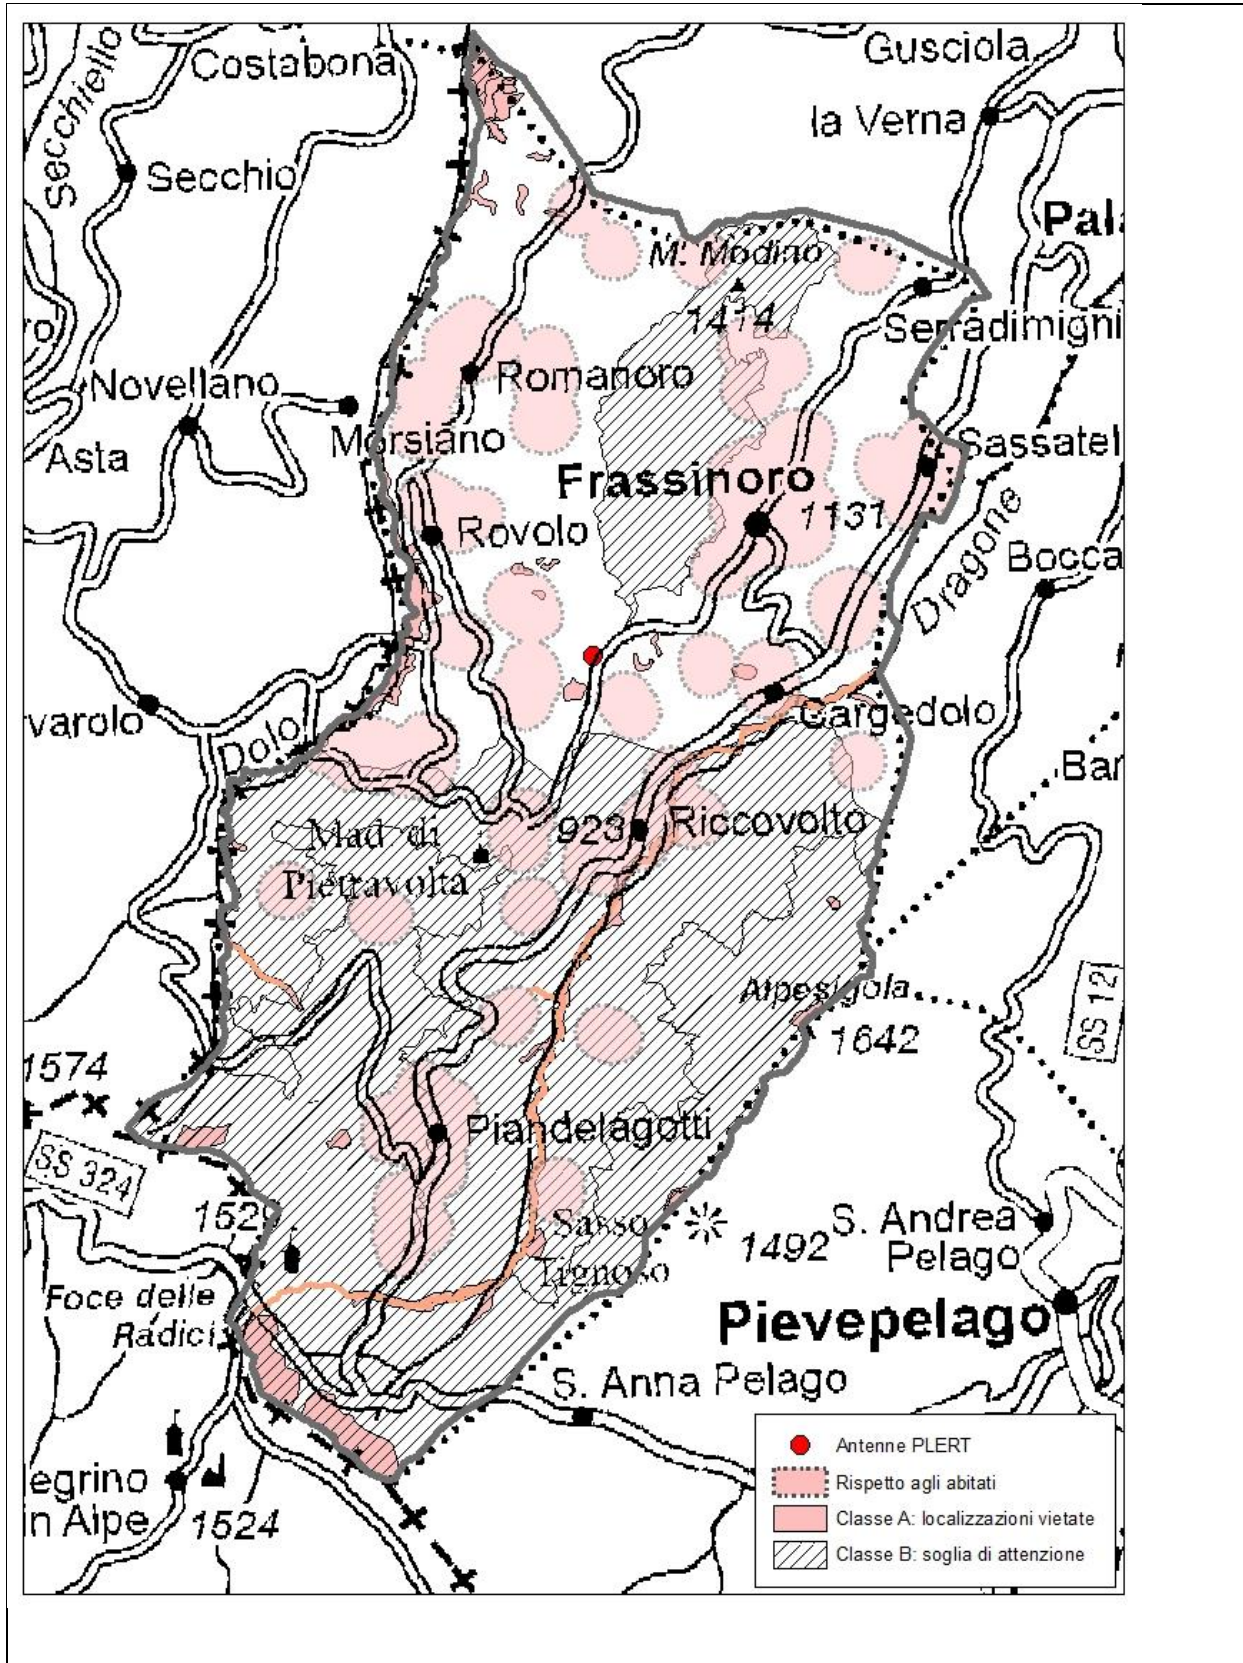 Costabona
Gusciola
Secchiello
la Verna
Secchio
Pal
M. Modino
1414
Serradimigni
ro
Novellano
Romanoro
Morsiano
Asta
Sassatel
Frassinoro
1131
Rovolo
Dragone
Bocca
varolo
Dolo
Cargedolo
Bar
Mad di
Pietravolta
923
Riccovolto
Alpesigola
1642
SS 12
1574
Piandelagotti
SS 324
1529
Sasso
Tignoso
1492
S. Andrea
Pelago
Foce delle
Radici
Pievepelago
S. Anna Pelago
legrino
in Alpe
1524
Antenne PLERT
Rispetto agli abitati
Classe A: localizzazioni vietate
Classe B: soglia di attenzione